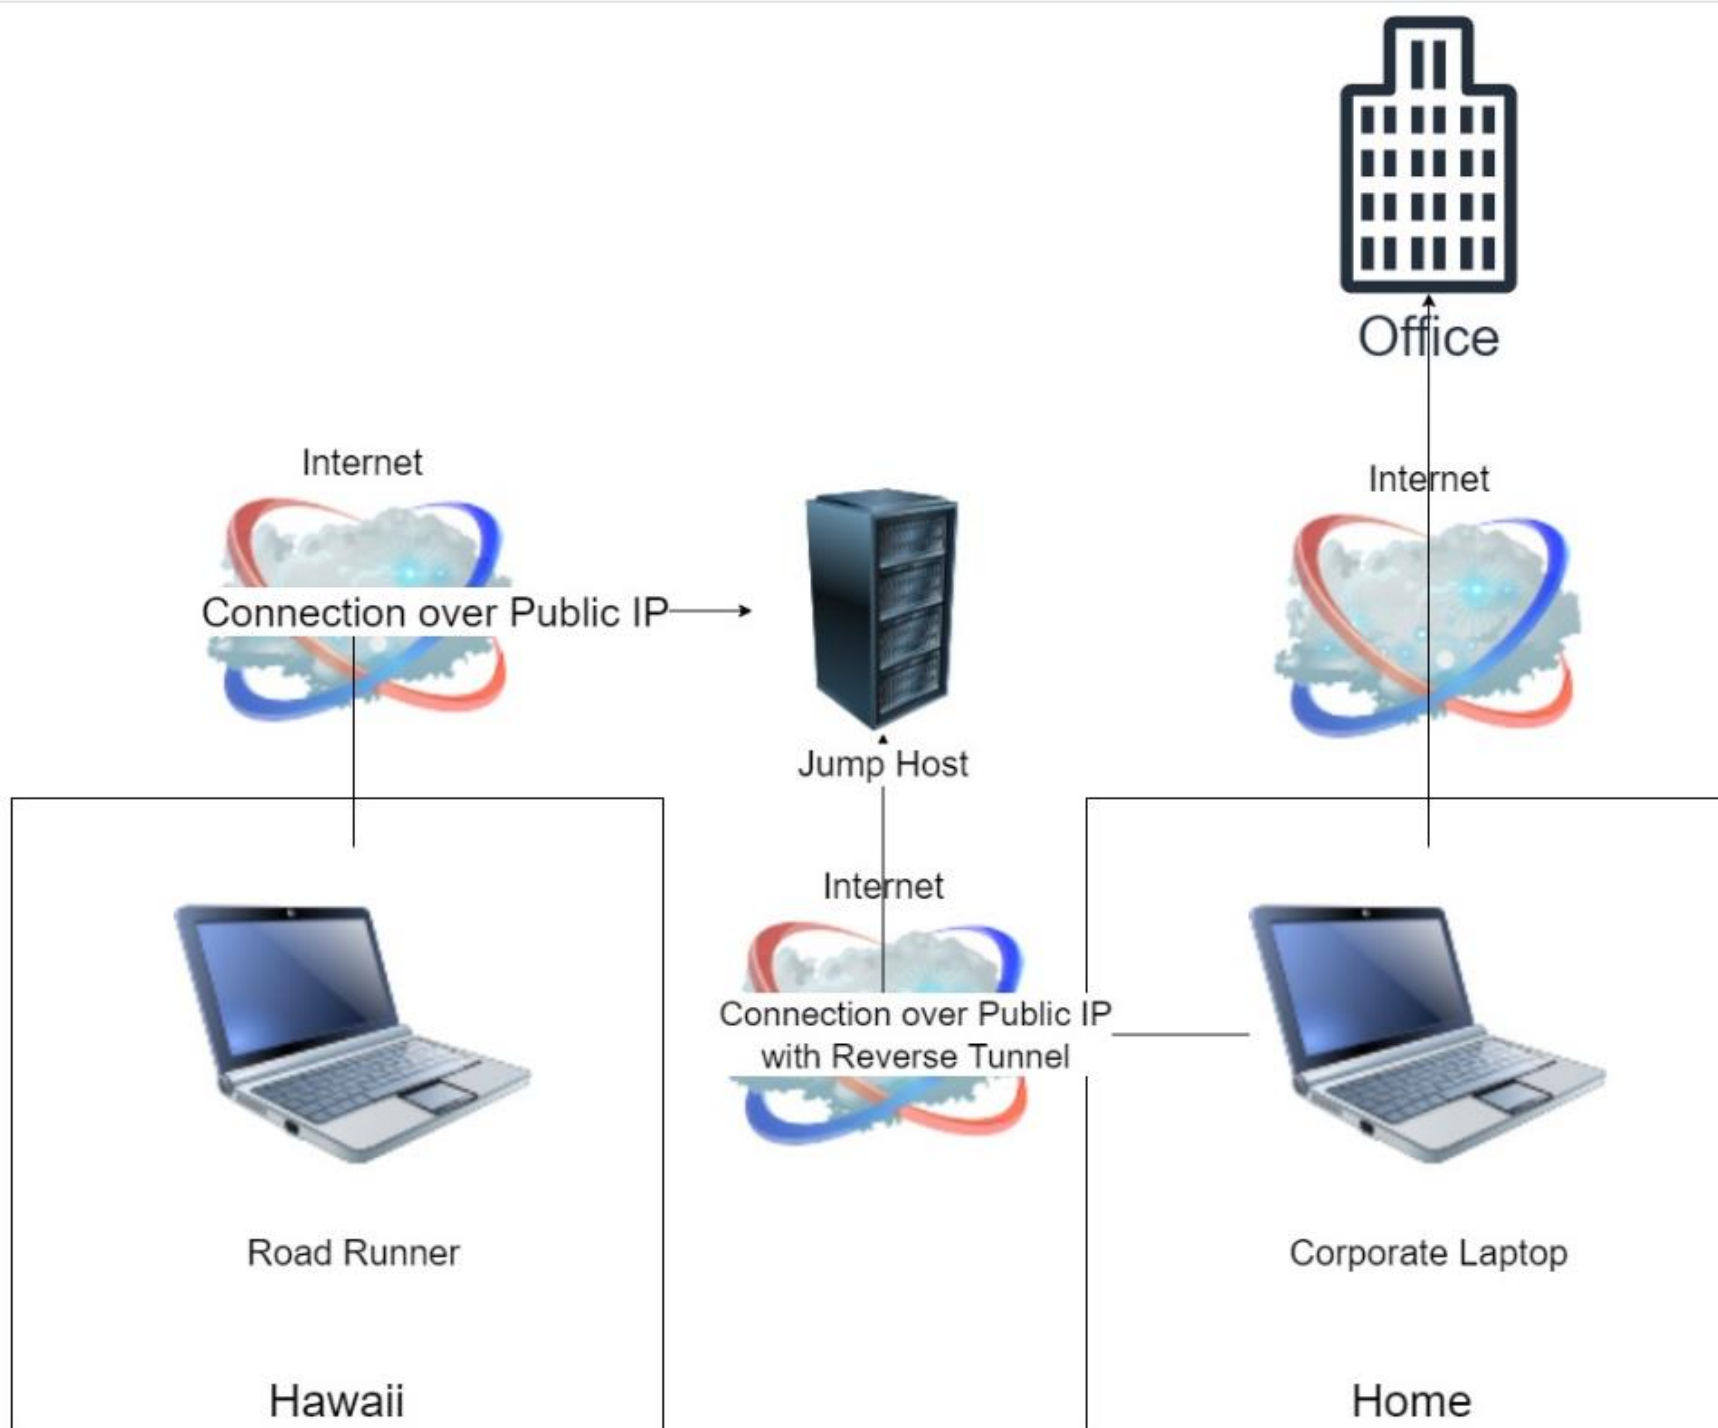 Office
Internet
Internet
Connection over Public IP
Jump Host
Internet
Connection over Public IP
with Reverse Tunnel
Road Runner
Corporate Laptop
Hawaii
Home